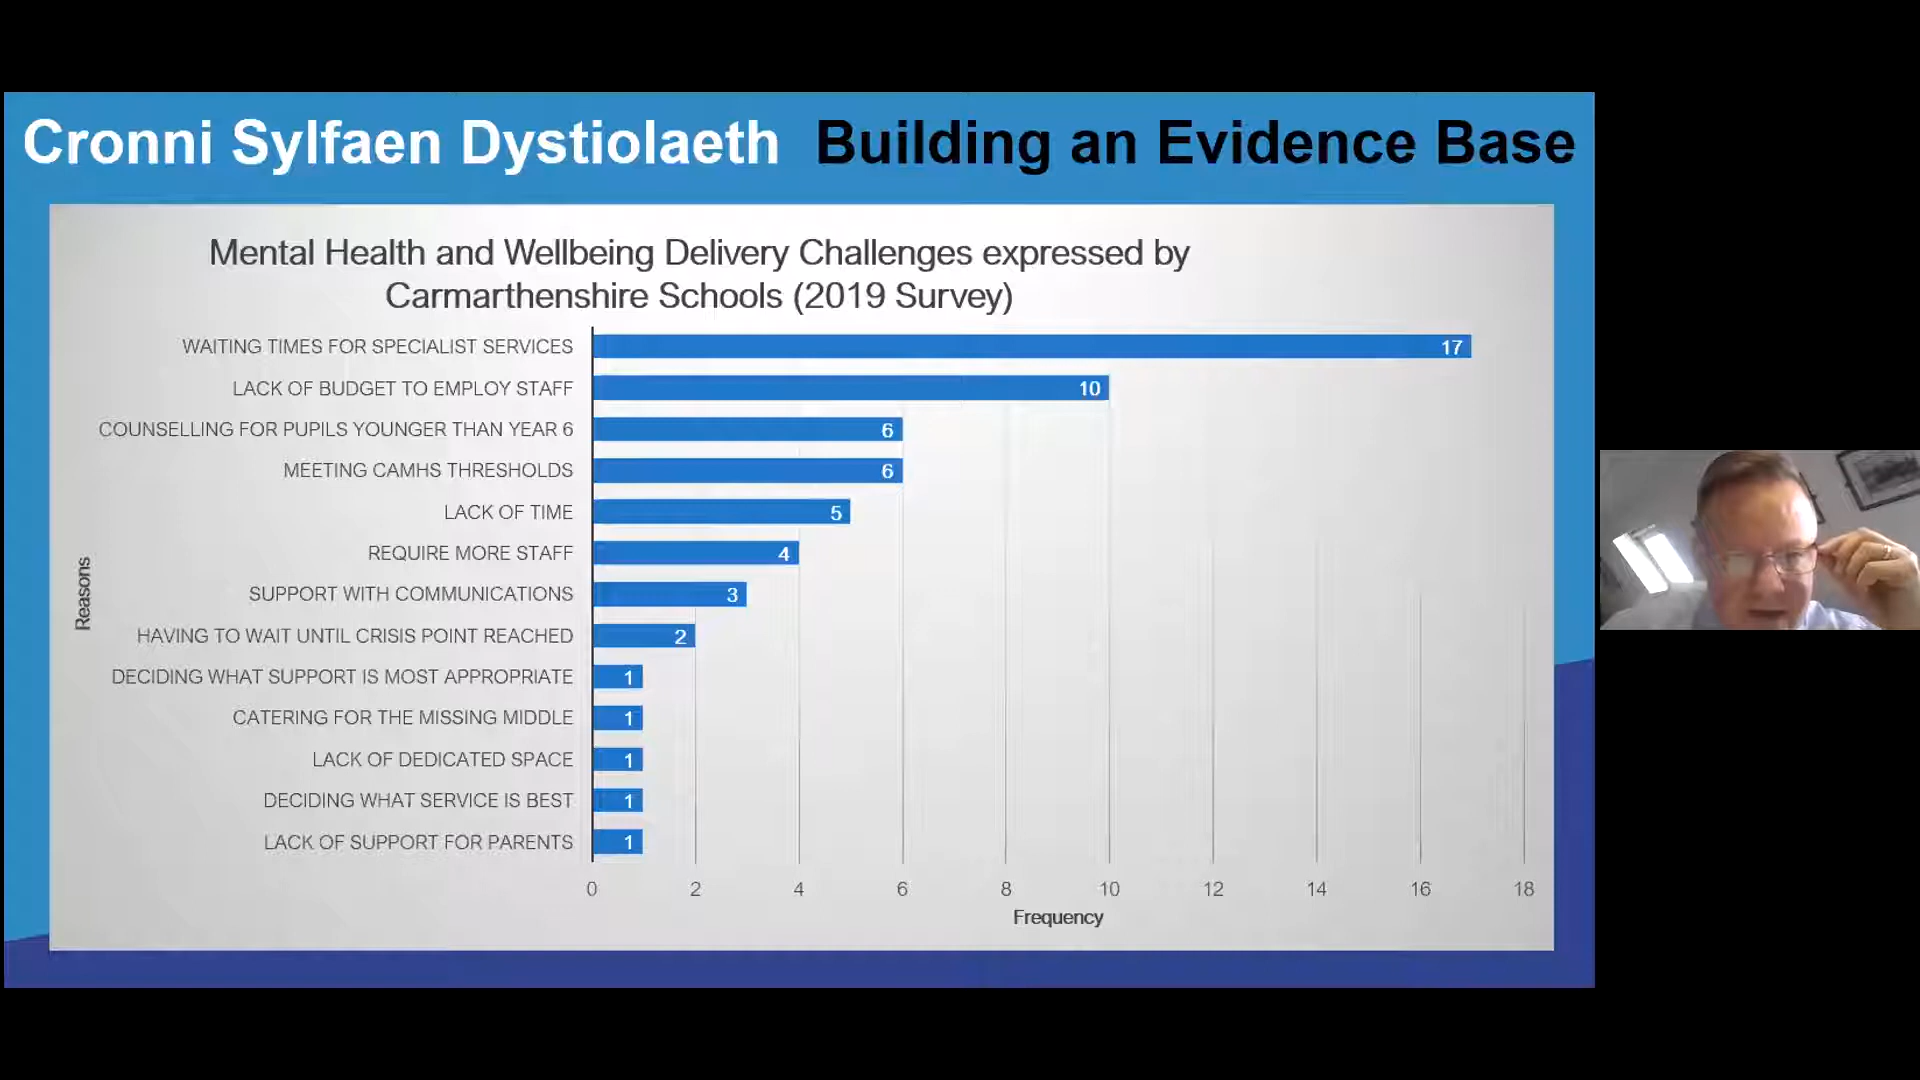 Cronni Sylfaen Dystiolaeth Building an Evidence Base
Mental Health and Wellbeing Delivery Challenges expressed by
Carmarthenshire Schools (2019 Survey)
WAITING TIMES FOR SPECIALIST SERVICES 17
LACK OF BUDGET TO EMPLOY STAFF 10
COUNSELLING FOR PUPILS YOUNGER THAN YEAR 6 6
MEETING CAMHS THRESHOLDS 6
LACK OF TIME 5
REQUIRE MORE STAFF 4
SUPPORT WITH COMMUNICATIONS 3
HAVING TO WAIT UNTIL CRISIS POINT REACHED 2
DECIDING WHAT SUPPORT IS MOST APPROPRIATE 1
CATERING FOR THE MISSING MIDDLE 1
LACK OF DEDICATED SPACE 1
DECIDING WHAT SERVICE IS BEST 1
LACK OF SUPPORT FOR PARENTS 1
Reasons
0 2 4 6 8 10 12 14 16 18
Frequency